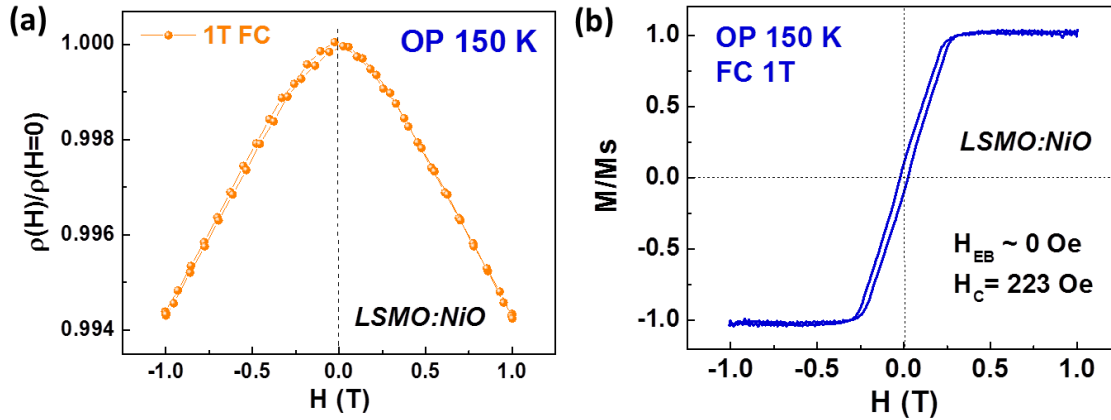 (a)
1T FC
OP 150 K
1.000
0.998
0.996
0.994
ρ(H)/ρ(H=0)
LSMO:NiO
-1.0
-0.5
0.0
0.5
1.0
H (T)
(b)
OP 150 K
FC 1T
1.0
0.5
0.0
-0.5
-1.0
M/Ms
LSMO:NiO
H_EB ~ 0 Oe
H_C= 223 Oe
-1.0
-0.5
0.0
0.5
1.0
H (T)